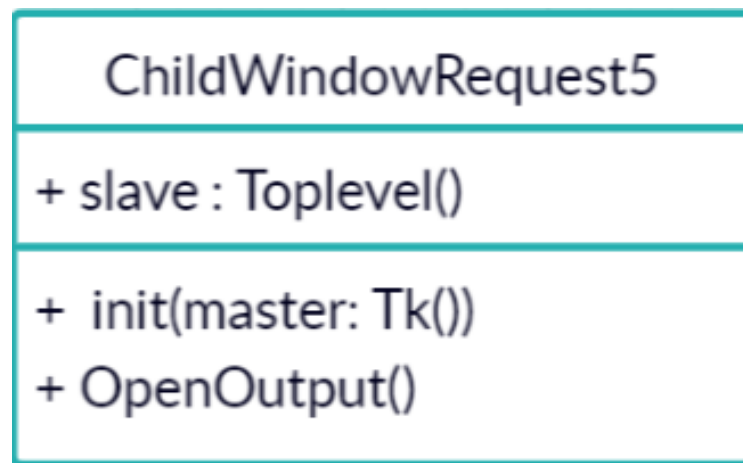 ChildWindowRequest5
+ slave : Toplevel()
+ init(master: Tk())
+ OpenOutput()